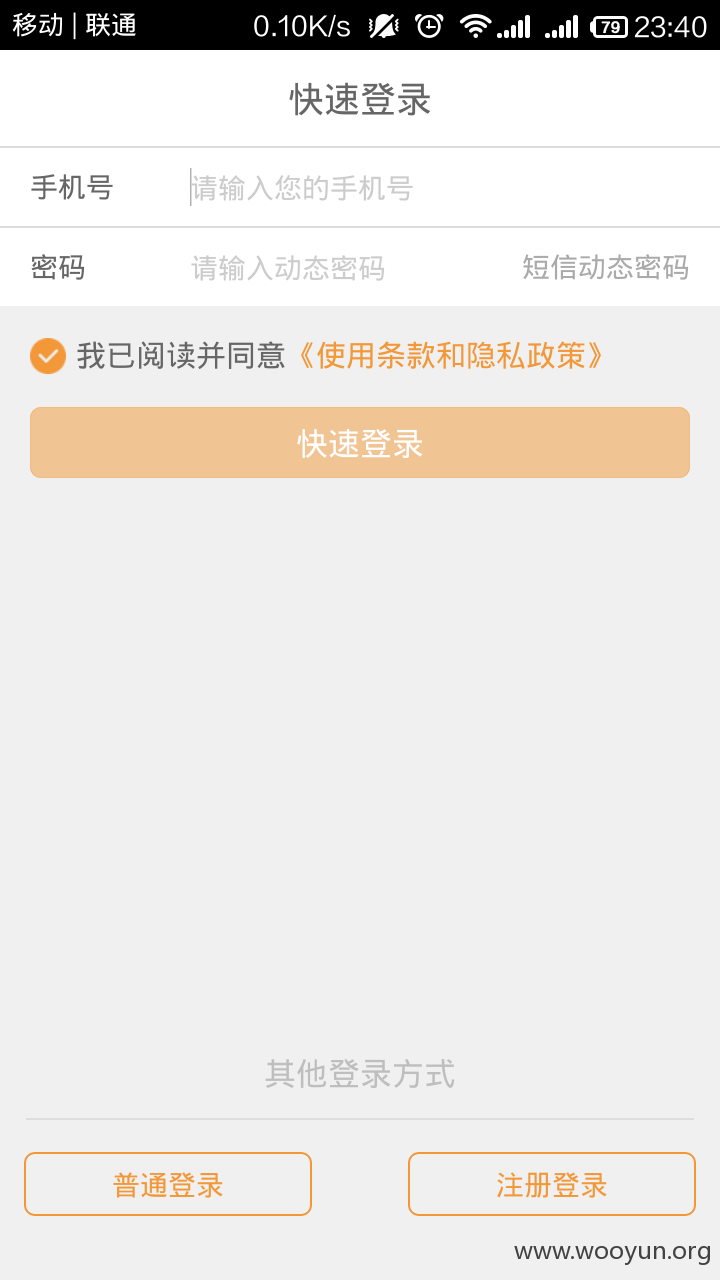 移动 | 联通 0.10K/s 79 23:40
快速登录
手机号 请输入您的手机号
密码 请输入动态密码 短信动态密码
我已阅读并同意《使用条款和隐私政策》
快速登录
其他登录方式
普通登录 注册登录
www.wooyun.org